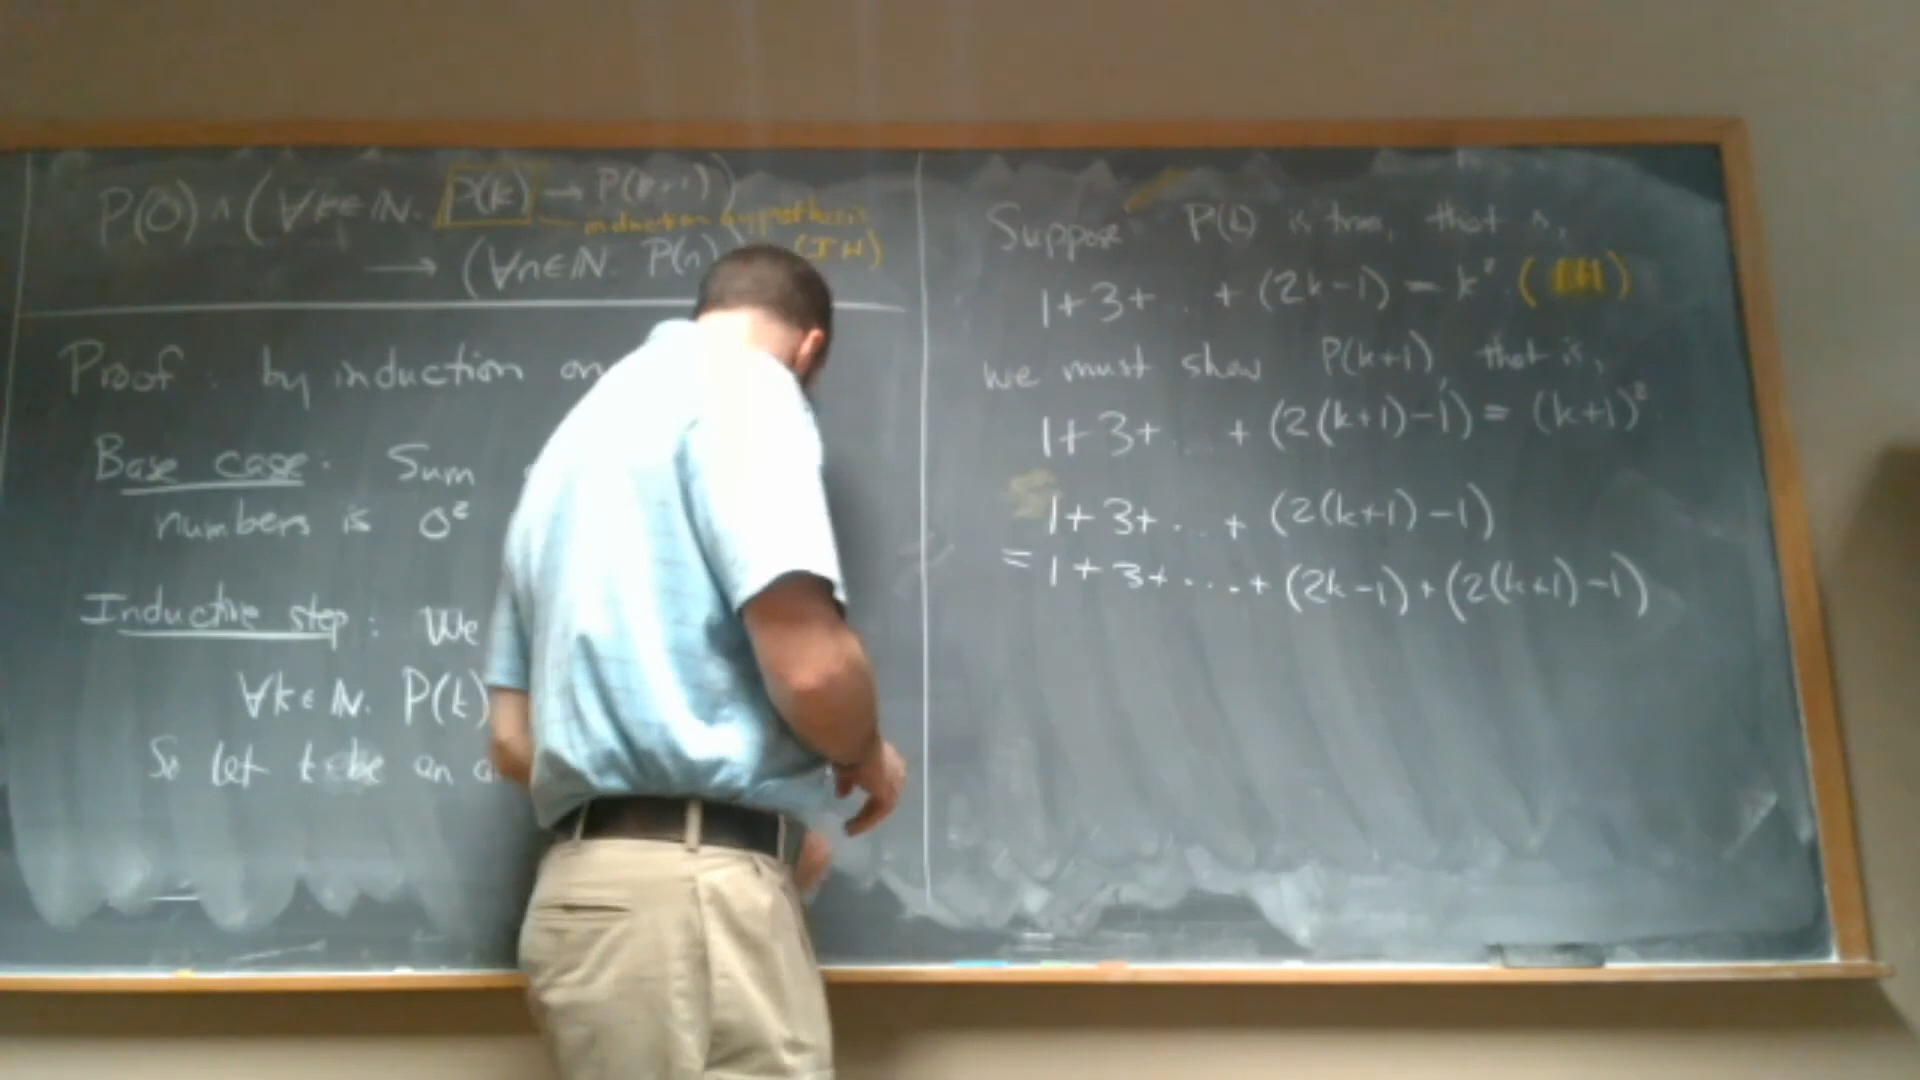 P(0) ∧ (∀k∈ℕ. P(k) → P(k+1))
induction hypothesis
→ (∀n∈ℕ. P(n) (IH)
Proof: by induction on
Base case: Sum
numbers is 0²
Inductive step: We
∀k∈ℕ. P(k)
So let k be an a
Suppose P(k) is true, that is,
1+3+ .. + (2k-1) = k². (IH)
we must show P(k+1), that is,
1+3+ ... + (2(k+1)-1) = (k+1)²
1+3+ ... + (2(k+1)-1)
= 1+3+ .... + (2k-1) + (2(k+1)-1)